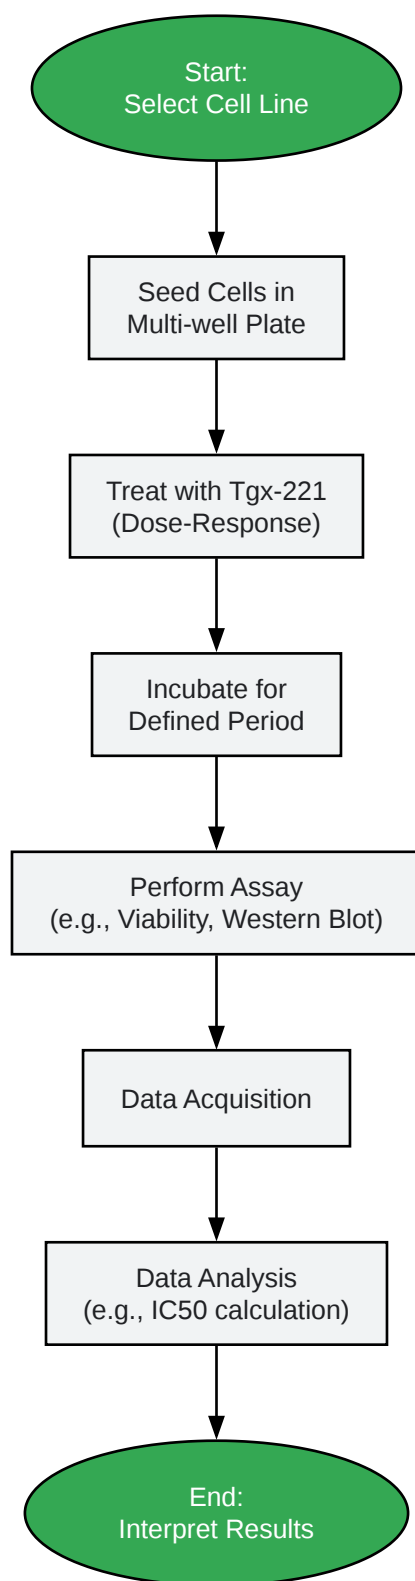 Start:
Select Cell Line
Seed Cells in
Multi-well Plate
Treat with Tgx-221
(Dose-Response)
Incubate for
Defined Period
Perform Assay
(e.g., Viability, Western Blot)
Data Acquisition
Data Analysis
(e.g., IC50 calculation)
End:
Interpret Results